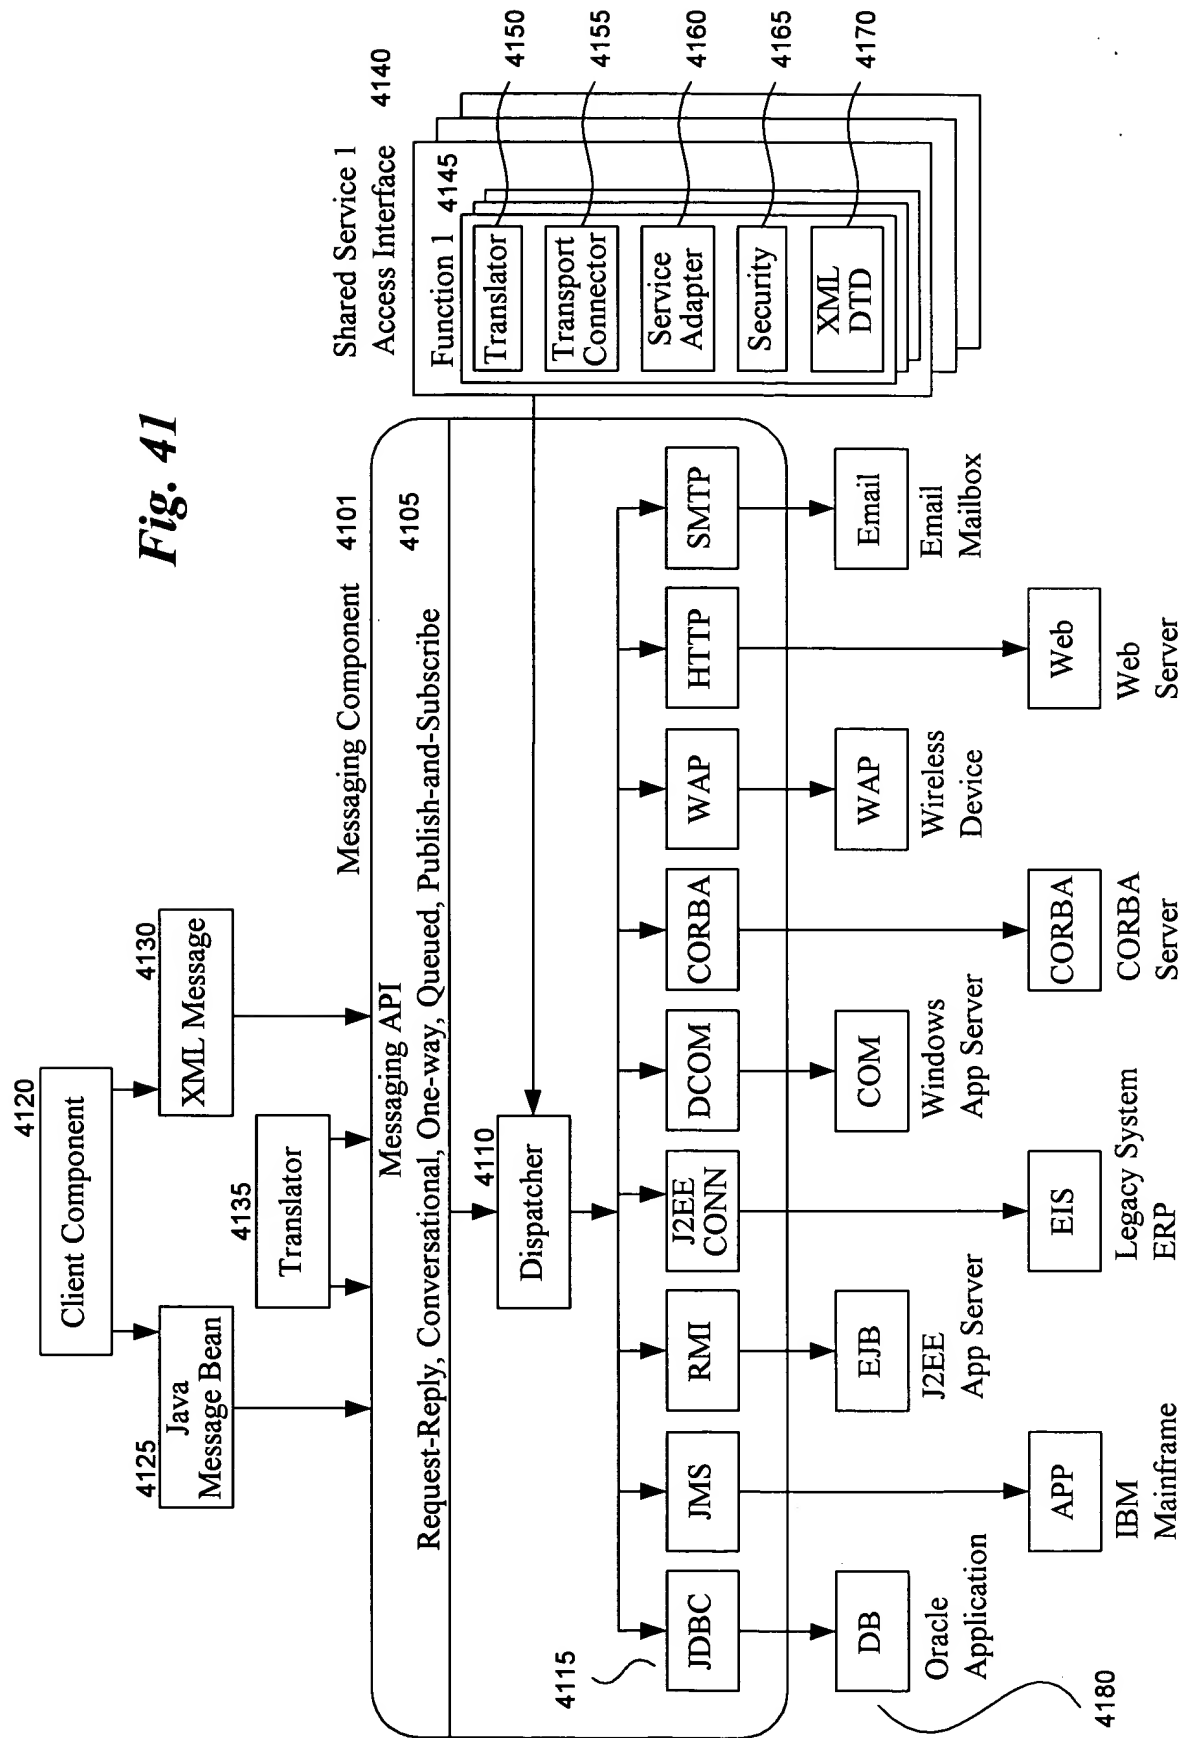 Fig. 41
4120
Client Component
4125
Java
Message Bean
4130
XML Message
4135
Translator
Messaging Component 4101
Messaging API
4105
Request-Reply, Conversational, One-way, Queued, Publish-and-Subscribe
4110
Dispatcher
Shared Service 1
Access Interface
4140
Function 1
4145
Translator
4150
Transport
Connector
4155
Service
Adapter
4160
Security
4165
XML
DTD
4170
4115
JDBC
JMS
RMI
J2EE
CONN
DCOM
CORBA
WAP
HTTP
SMTP
DB
Oracle
Application
APP
IBM
Mainframe
EJB
J2EE
App Server
EIS
Legacy System
ERP
COM
Windows
App Server
CORBA
CORBA
Server
WAP
Wireless
Device
Web
Web
Server
Email
Email
Mailbox
4180